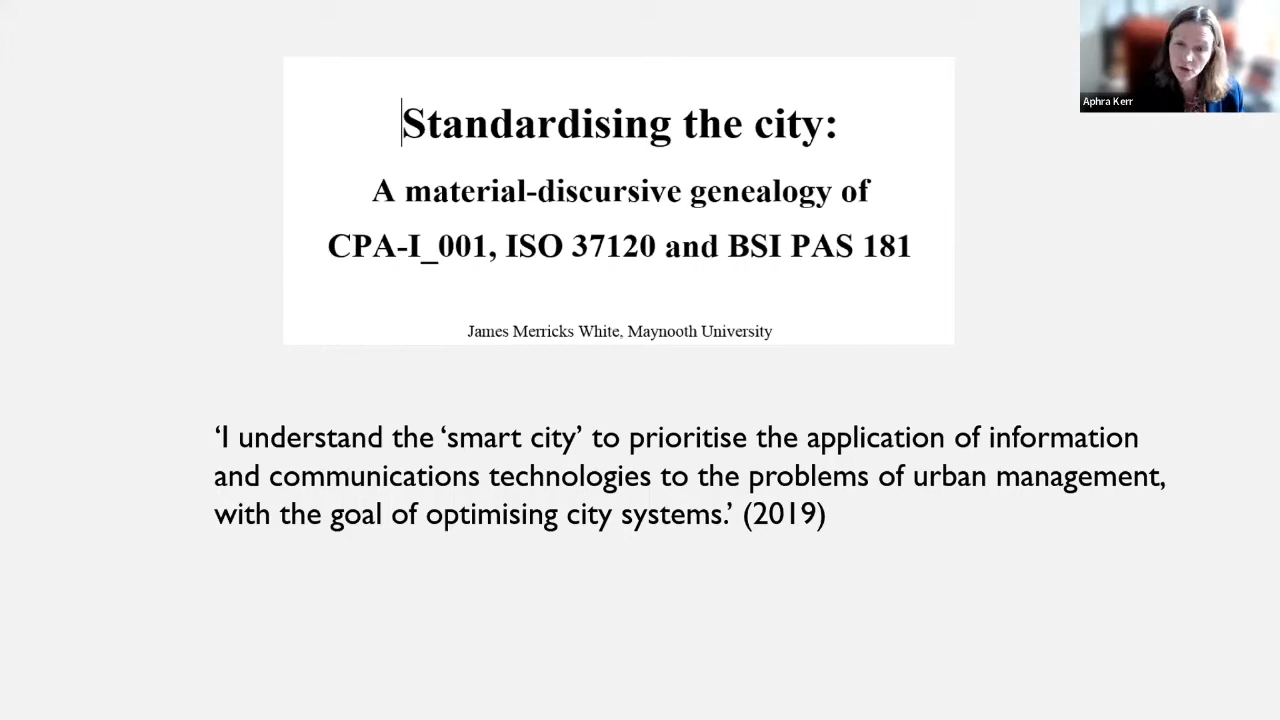 Aphra Kerr
Standardising the city:
A material-discursive genealogy of
CPA-I_001, ISO 37120 and BSI PAS 181
James Merricks White, Maynooth University
‘I understand the ‘smart city’ to prioritise the application of information
and communications technologies to the problems of urban management,
with the goal of optimising city systems.’ (2019)